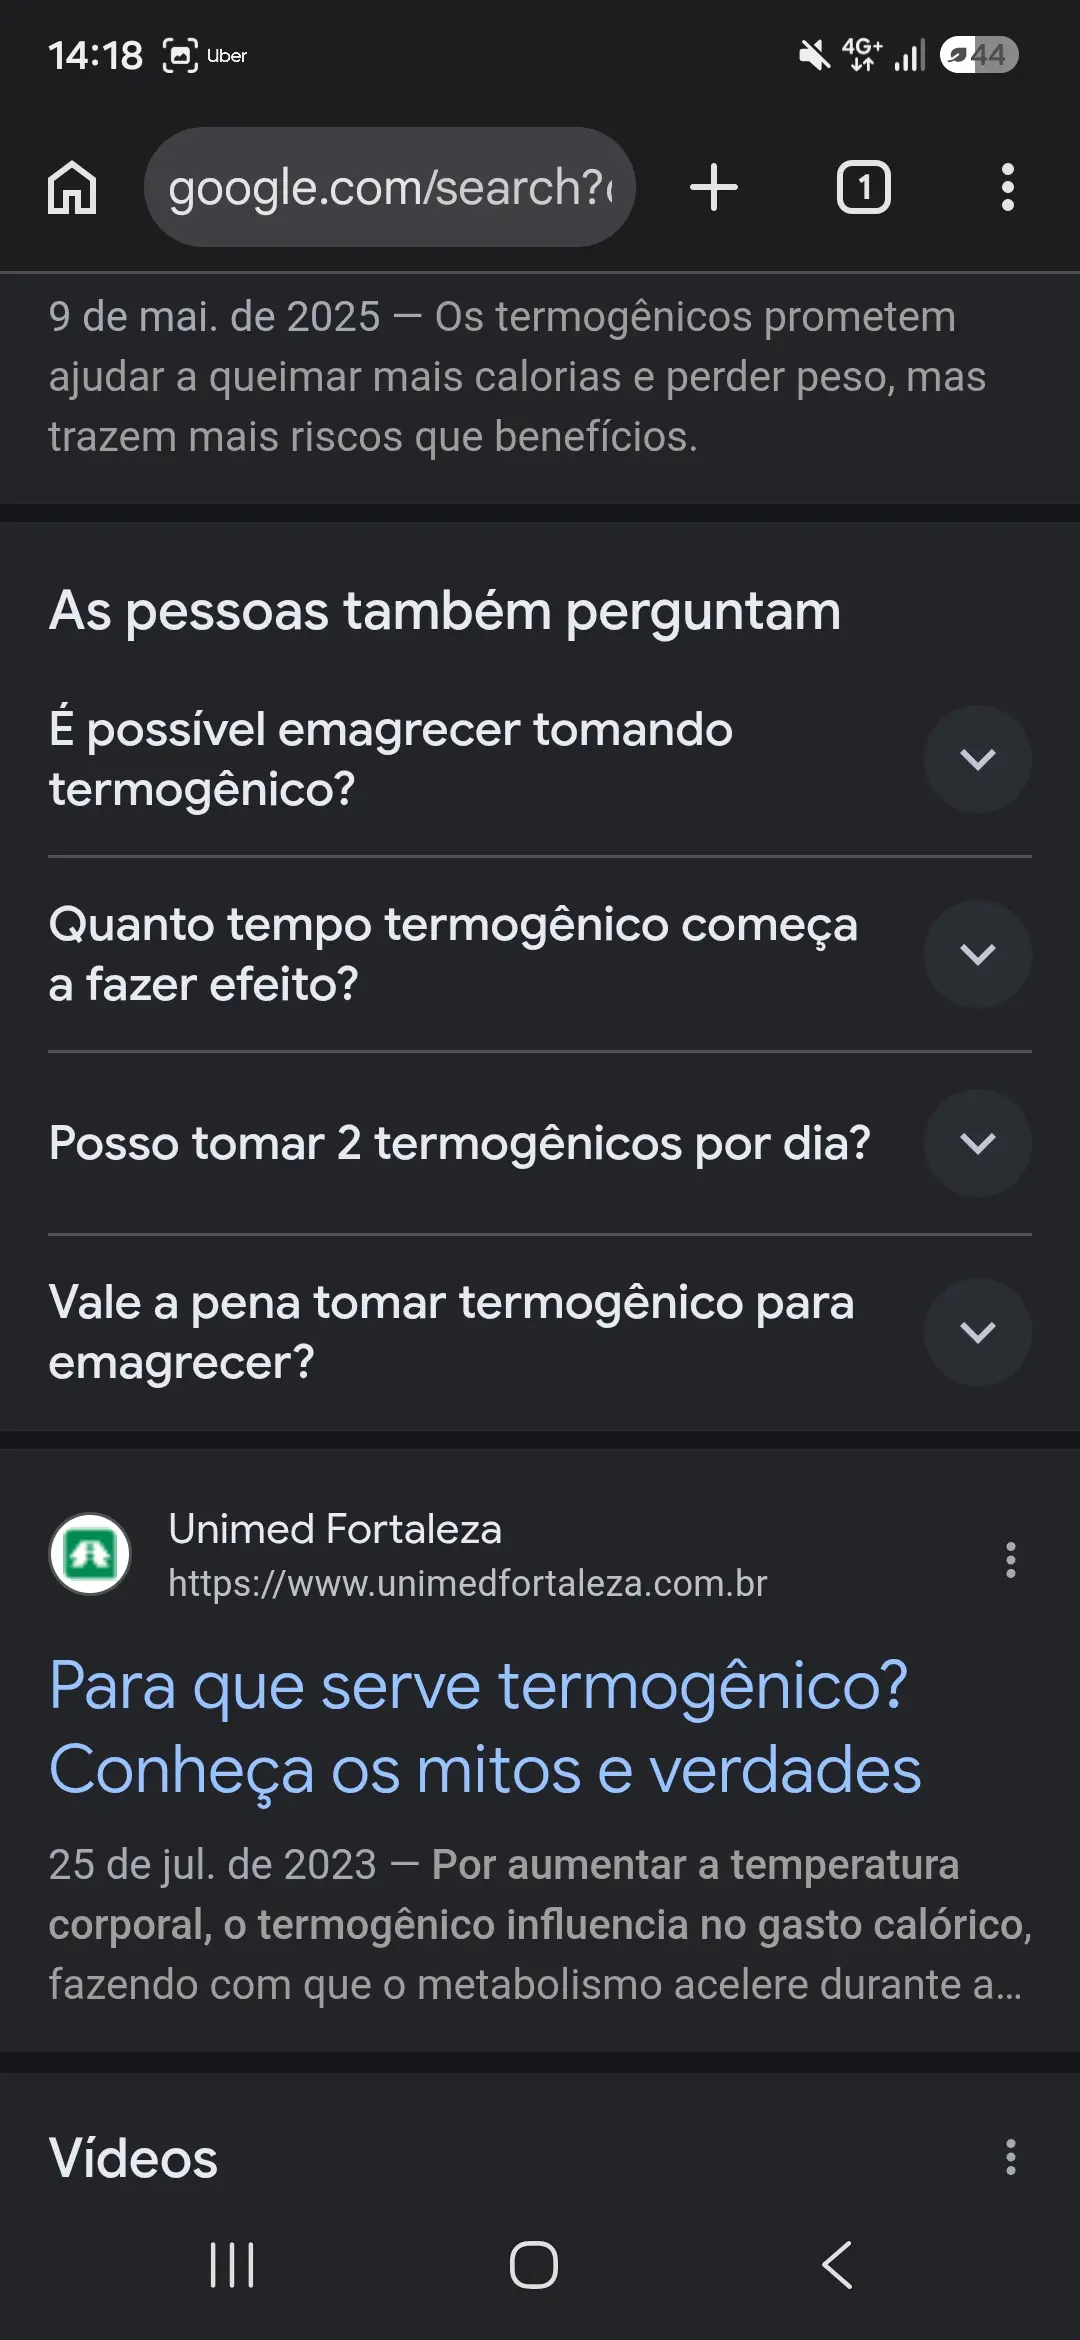 14:18 Uber 4G+ 44
google.com/search?
1
9 de mai. de 2025 — Os termogênicos prometem
ajudar a queimar mais calorias e perder peso, mas
trazem mais riscos que benefícios.
As pessoas também perguntam
É possível emagrecer tomando
termogênico?
Quanto tempo termogênico começa
a fazer efeito?
Posso tomar 2 termogênicos por dia?
Vale a pena tomar termogênico para
emagrecer?
Unimed Fortaleza
https://www.unimedfortaleza.com.br
Para que serve termogênico?
Conheça os mitos e verdades
25 de jul. de 2023 — Por aumentar a temperatura
corporal, o termogênico influencia no gasto calórico,
fazendo com que o metabolismo acelere durante a...
Vídeos